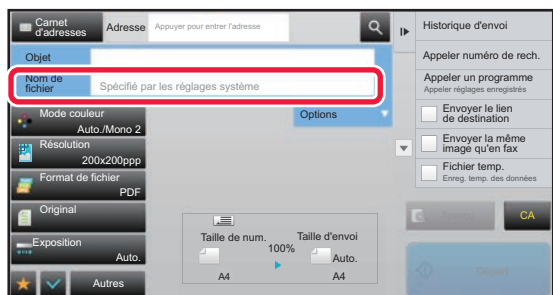 Carnet
d'adresses
Adresse
Appuyer pour entrer l'adresse
Objet
Nom de
fichier
Spécifié par les réglages système
Mode couleur
Auto./Mono 2
Options
Résolution
200x200ppp
Format de fichier
PDF
Original
Exposition
Auto.
Autres
Taille de num.
100%
Taille d'envoi
Auto.
A4
A4
Historique d'envoi
Appeler numéro de rech.
Appeler un programme
Appeler réglages enregistrés
Envoyer le lien
de destination
Envoyer la même
image qu'en fax
Fichier temp.
Enreg. temp. des données
CA
Départ